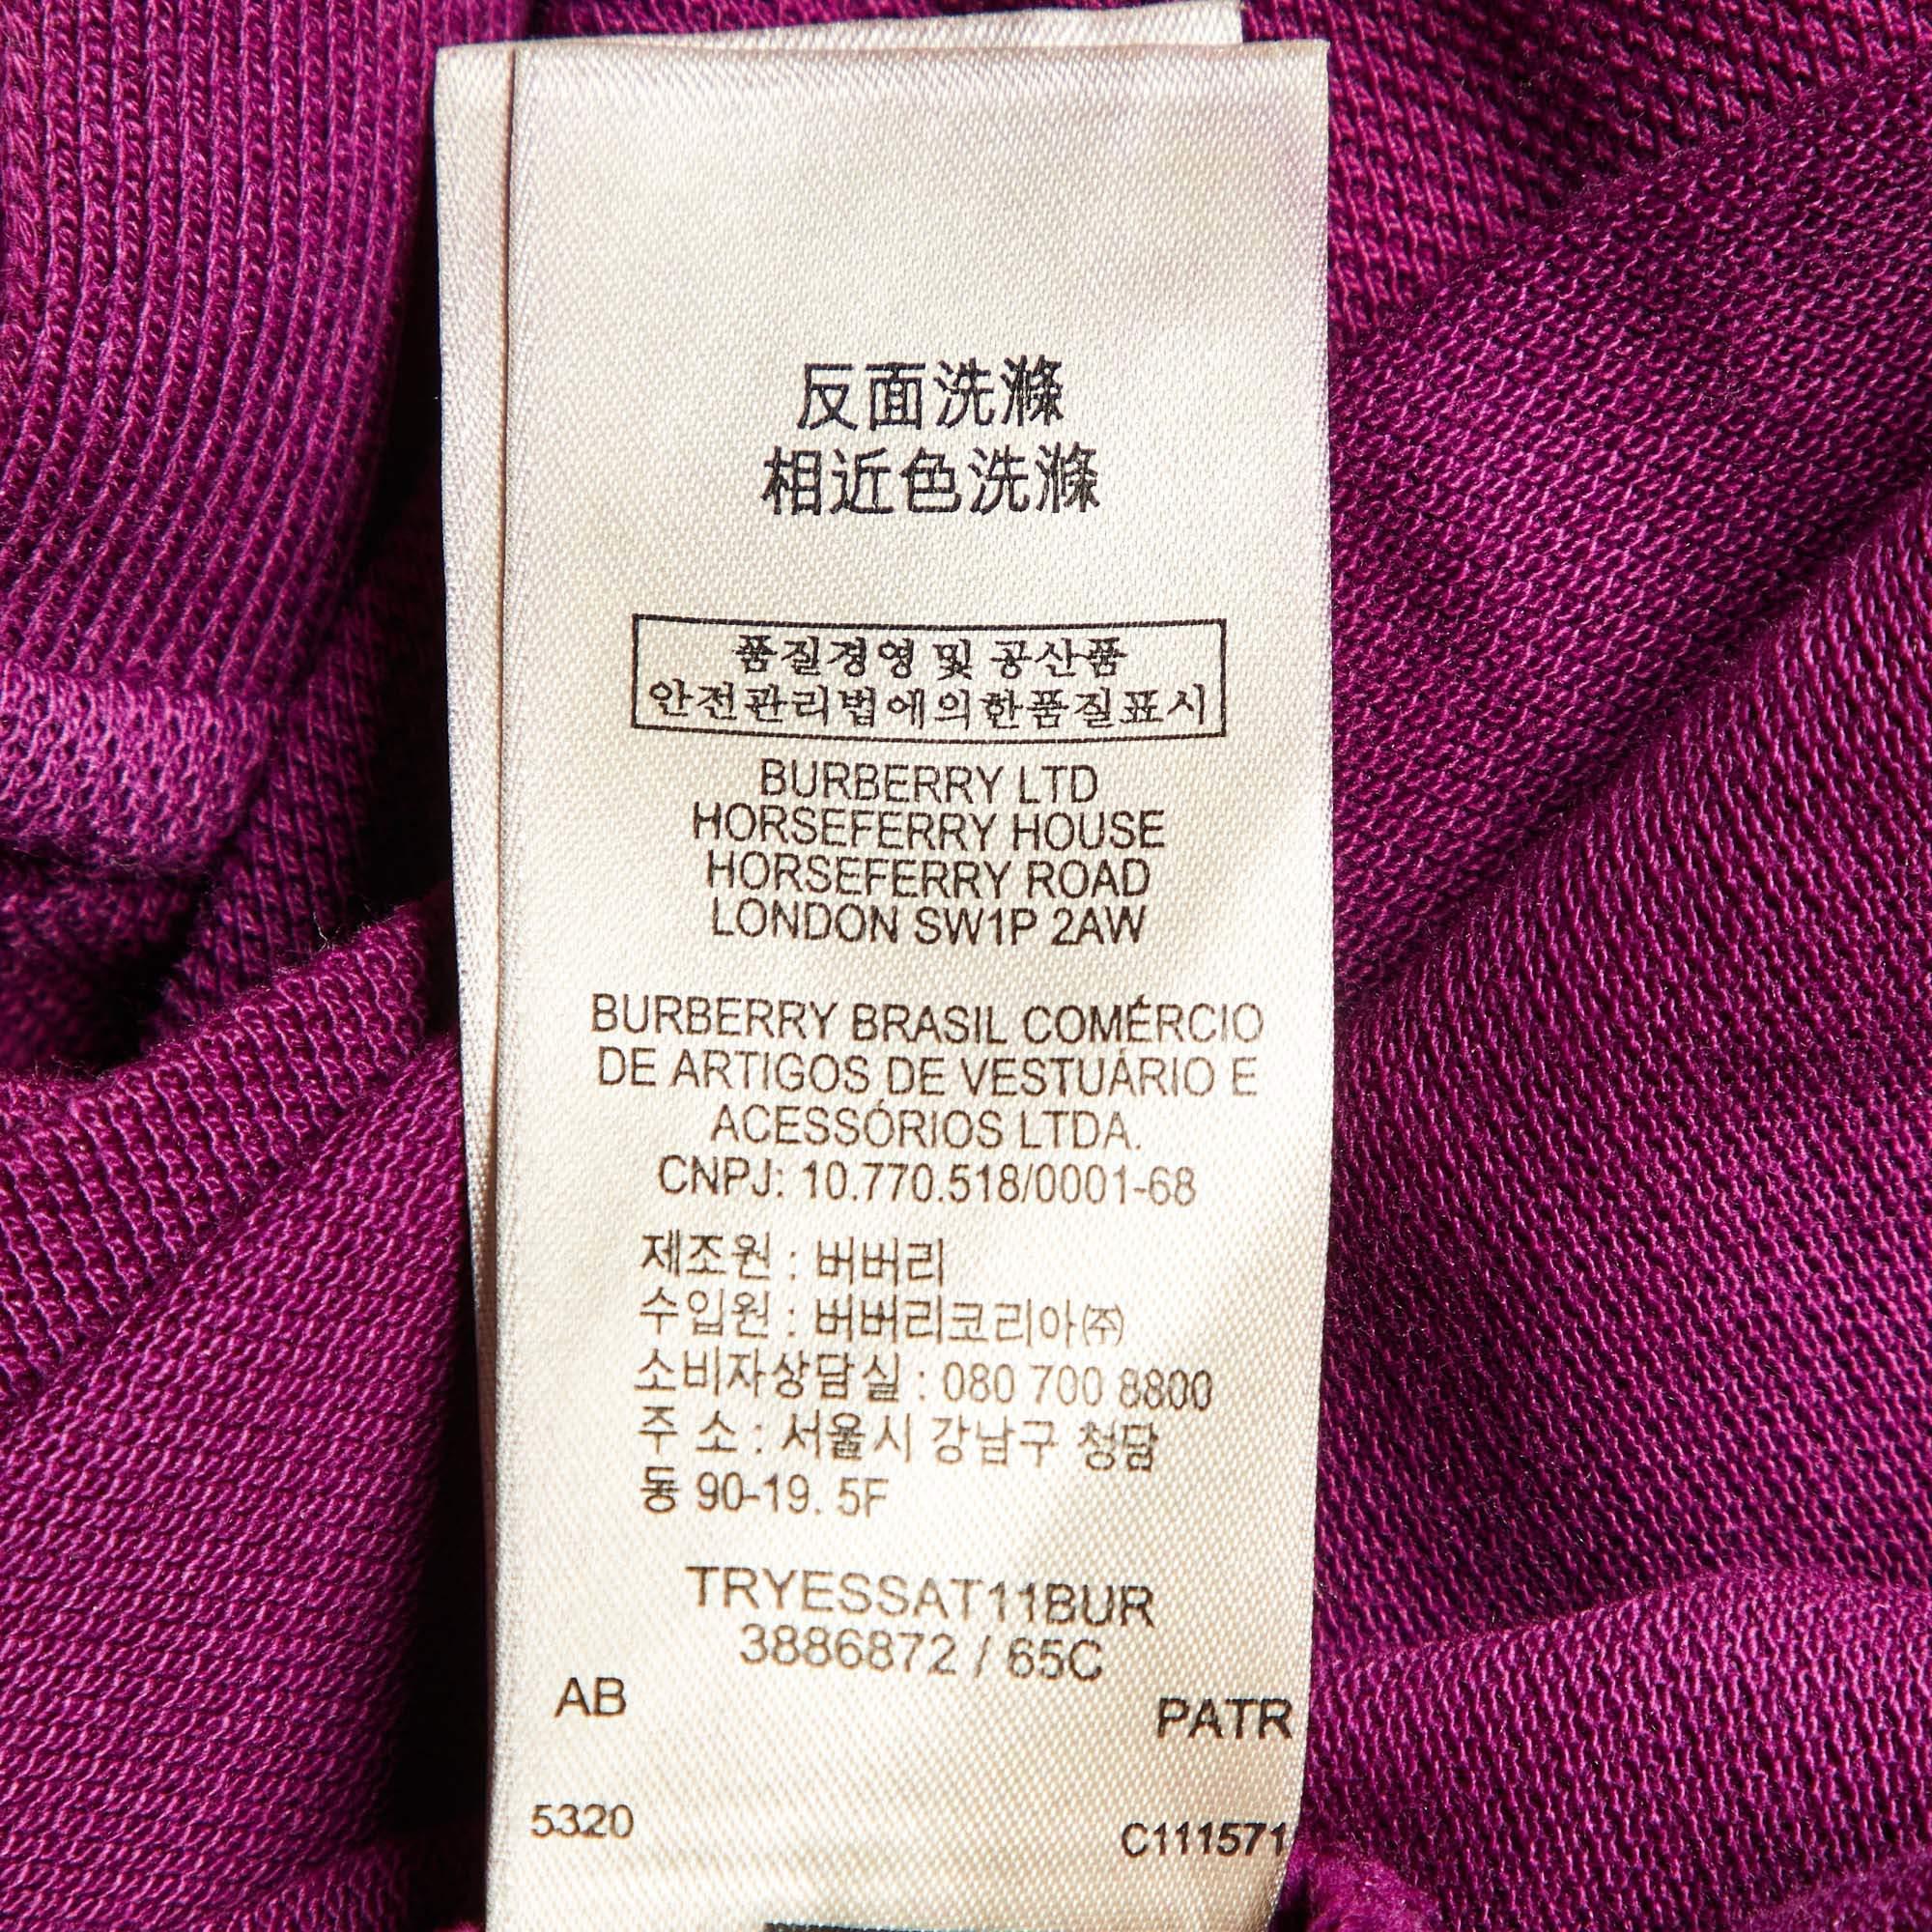 反面洗滌
相近色洗滌
품질경영 및 공산품
안전관리법에의한품질표시
BURBERRY LTD
HORSEFERRY HOUSE
HORSEFERRY ROAD
LONDON SW1P 2AW
BURBERRY BRASIL COMÉRCIO
DE ARTIGOS DE VESTUÁRIO E
ACESSÓRIOS LTDA.
CNPJ: 10.770.518/0001-68
제조원 : 버버리
수입원 : 버버리코리아㈜
소비자상담실 : 080 700 8800
주 소 : 서울시 강남구 청담
동 90-19. 5F
TRYESSAT11BUR
3886872 / 65C
AB PATR
5320 C111571